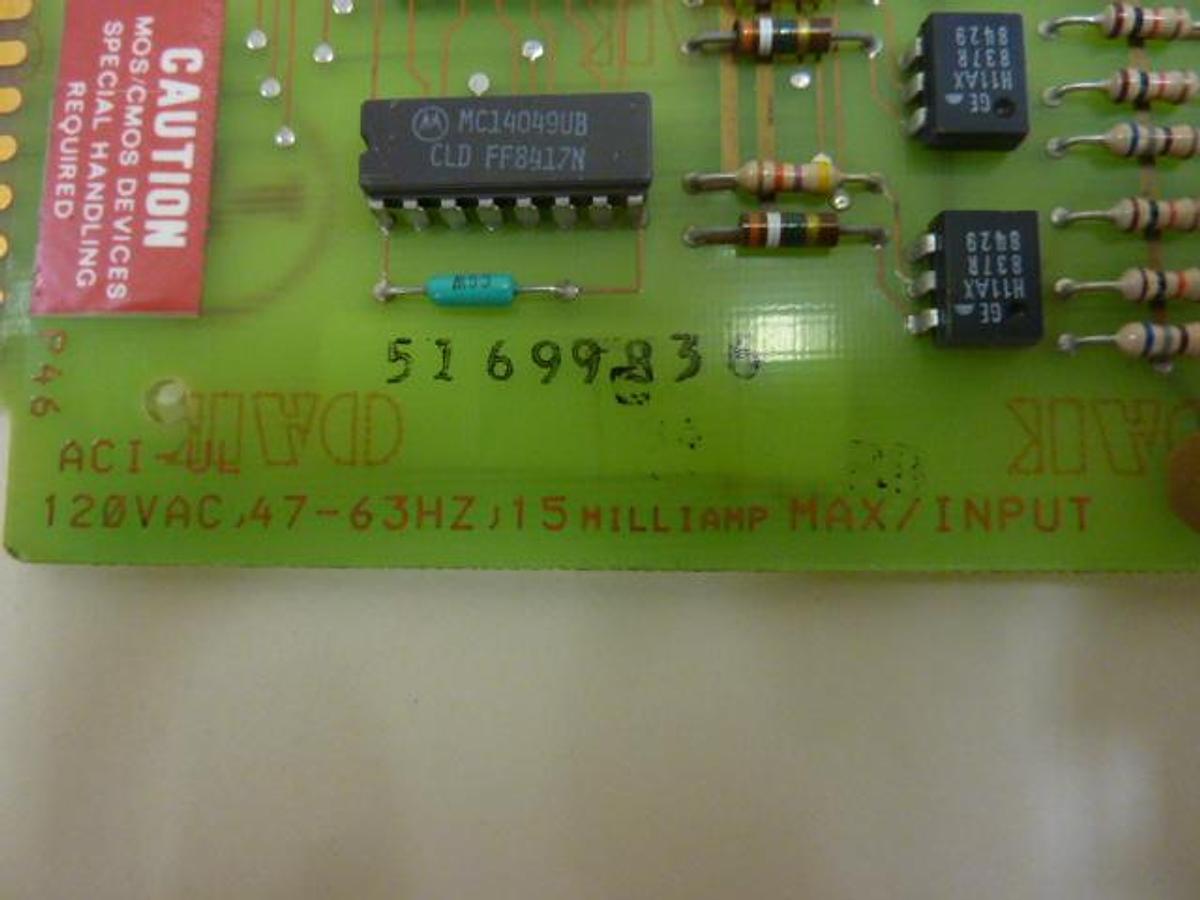 CAUTION
MOS/CMOS DEVICES
SPECIAL HANDLING
REQUIRED
MC14049UB
CLD FF8417N
GE
H11AX
837R
8429
GE
H11AX
837R
8429
P46
ACI-UL
120VAC,47-63HZ;15 MILLIAMP MAX/INPUT